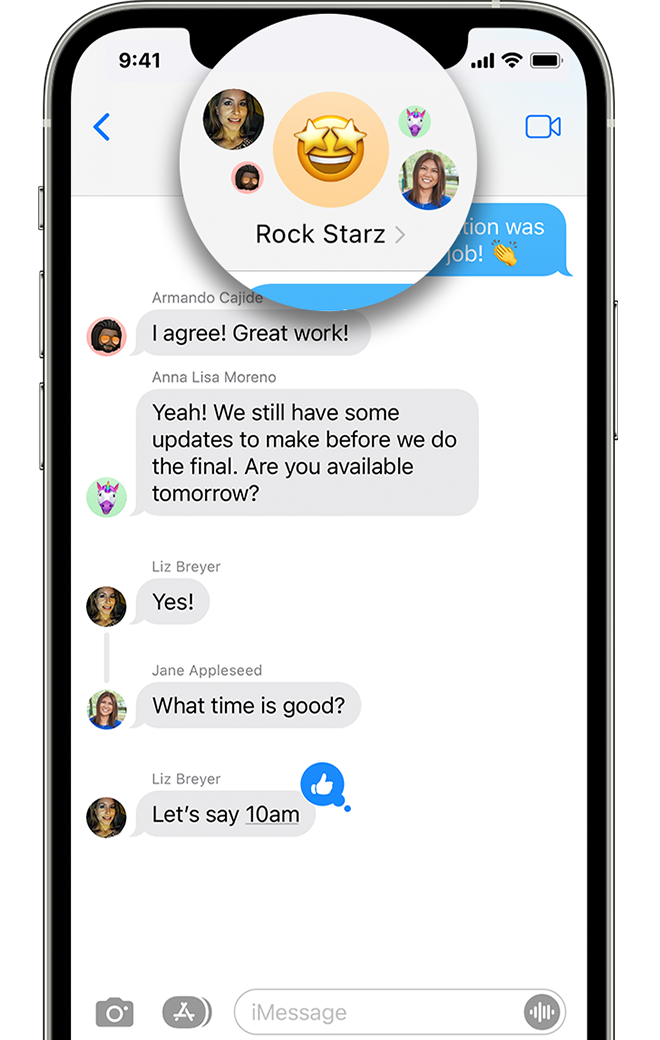 9:41
Rock Starz
tion was
job! 👏
Armando Cajide
I agree! Great work!
Anna Lisa Moreno
Yeah! We still have some
updates to make before we do
the final. Are you available
tomorrow?
Liz Breyer
Yes!
Jane Appleseed
What time is good?
Liz Breyer
Let’s say 10am
iMessage